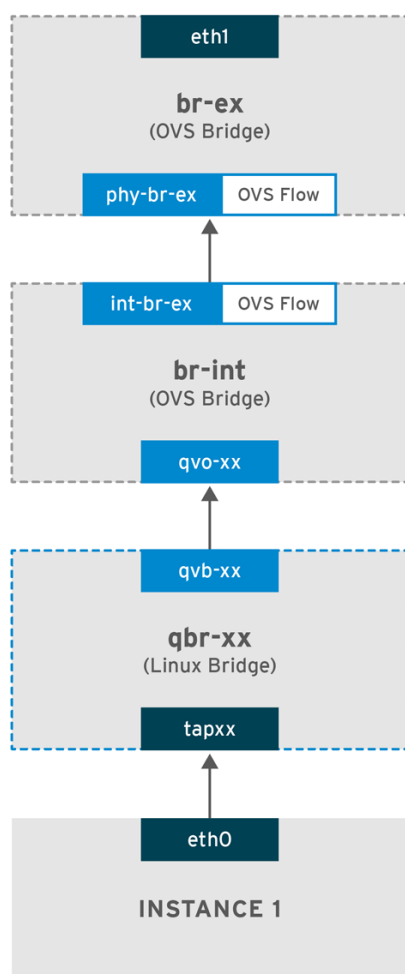 eth1
br-ex
(OVS Bridge)
phy-br-ex OVS Flow
int-br-ex OVS Flow
br-int
(OVS Bridge)
qvo-xx
qvb-xx
qbr-xx
(Linux Bridge)
tapxx
eth0
INSTANCE 1